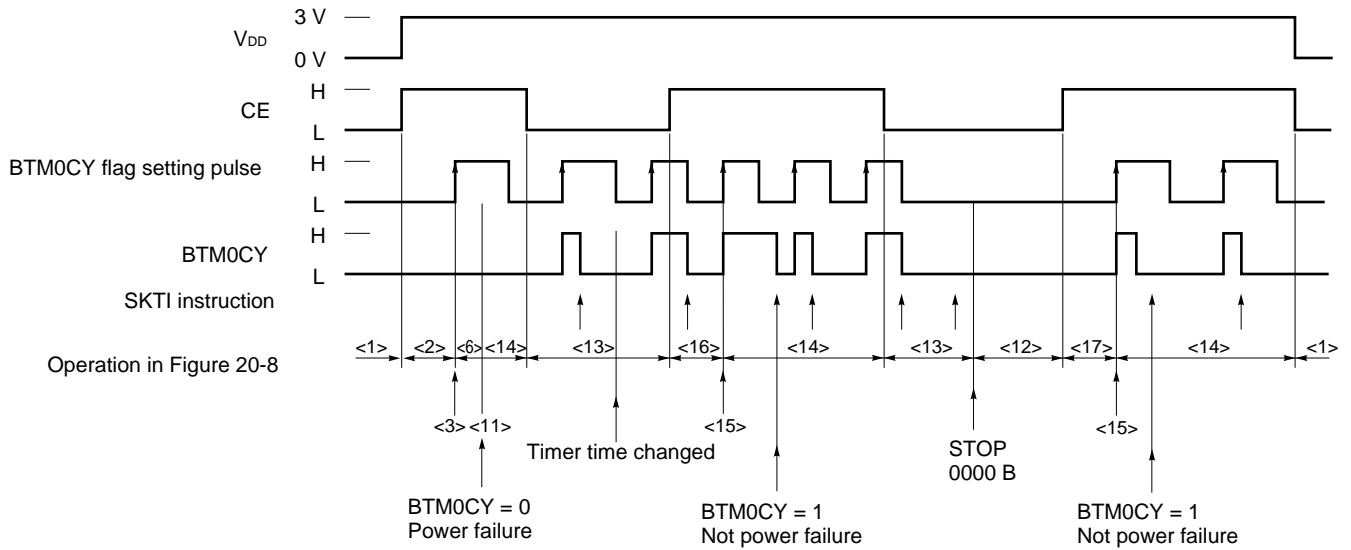 3 V
VDD
0 V
H
CE
L
BTM0CY flag setting pulse
H
L
H
BTM0CY
L
SKTI instruction
Operation in Figure 20-8
<1> <2> <6> <14> <13> <16> <14> <13> <12> <17> <14> <1>
<3> <11> <15> <15>
Timer time changed
STOP
0000 B
BTM0CY = 0
Power failure
BTM0CY = 1
Not power failure
BTM0CY = 1
Not power failure